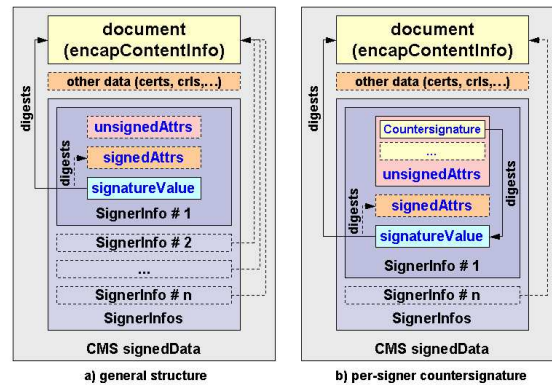 document
(encapContentInfo)
other data (certs, crls,...)
digests
unsignedAttrs
signedAttrs
digests
signatureValue
SignerInfo # 1
SignerInfo # 2
...
SignerInfo # n
SignerInfos
CMS signedData
a) general structure
document
(encapContentInfo)
other data (certs, crls,...)
digests
Countersignature
...
unsignedAttrs
digests
signedAttrs
digests
signatureValue
SignerInfo # 1
SignerInfo # n
SignerInfos
CMS signedData
b) per-signer countersignature